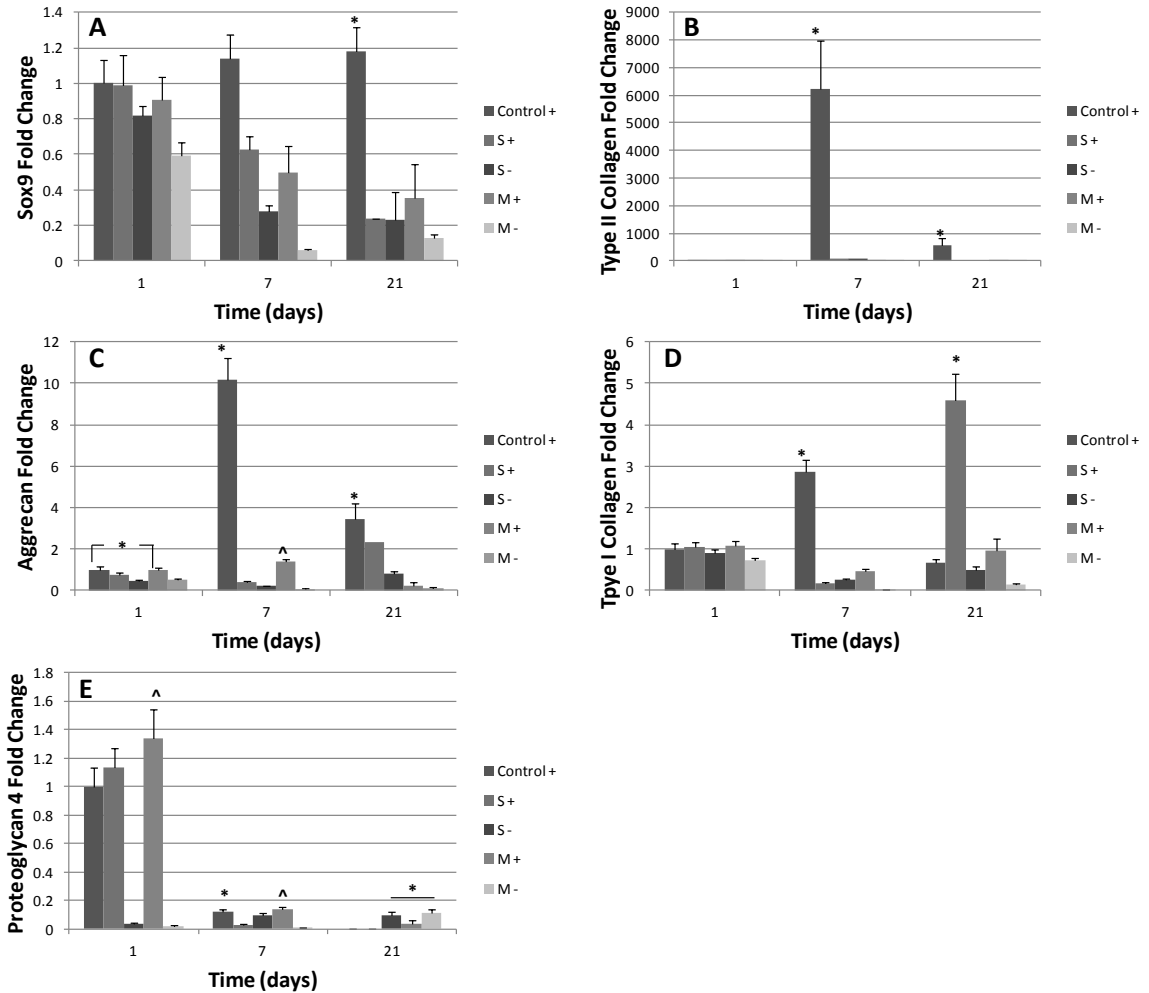 A
Sox9 Fold Change
1.4
1.2
1
0.8
0.6
0.4
0.2
0
*
1
7
21
Time (days)
Control +
S +
S -
M +
M -
B
Type II Collagen Fold Change
9000
8000
7000
6000
5000
4000
3000
2000
1000
0
*
*
1
7
21
Time (days)
Control +
S +
S -
M +
M -
C
Aggrecan Fold Change
12
10
8
6
4
2
0
*
*
^
*
1
7
21
Time (days)
Control +
S +
S -
M +
M -
D
Tpye I Collagen Fold Change
6
5
4
3
2
1
0
*
*
1
7
21
Time (days)
Control +
S +
S -
M +
M -
E
Proteoglycan 4 Fold Change
1.8
1.6
1.4
1.2
1
0.8
0.6
0.4
0.2
0
^
*
^
*
1
7
21
Time (days)
Control +
S +
S -
M +
M -